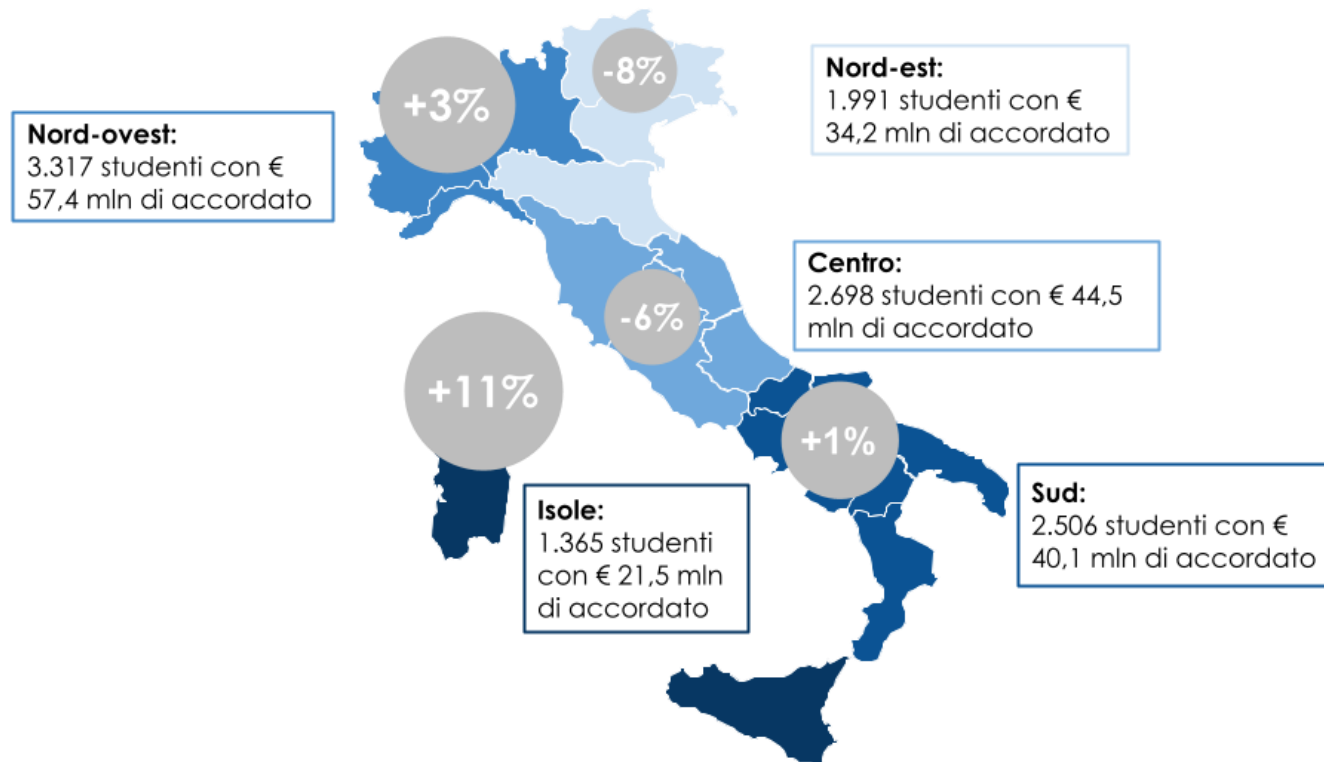 +3%
-8%
Nord-est:
1.991 studenti con €
34,2 mln di accordato
Nord-ovest:
3.317 studenti con €
57,4 mln di accordato
Centro:
2.698 studenti con € 44,5
mln di accordato
-6%
+11%
+1%
Sud:
2.506 studenti con €
40,1 mln di accordato
Isole:
1.365 studenti
con € 21,5 mln
di accordato